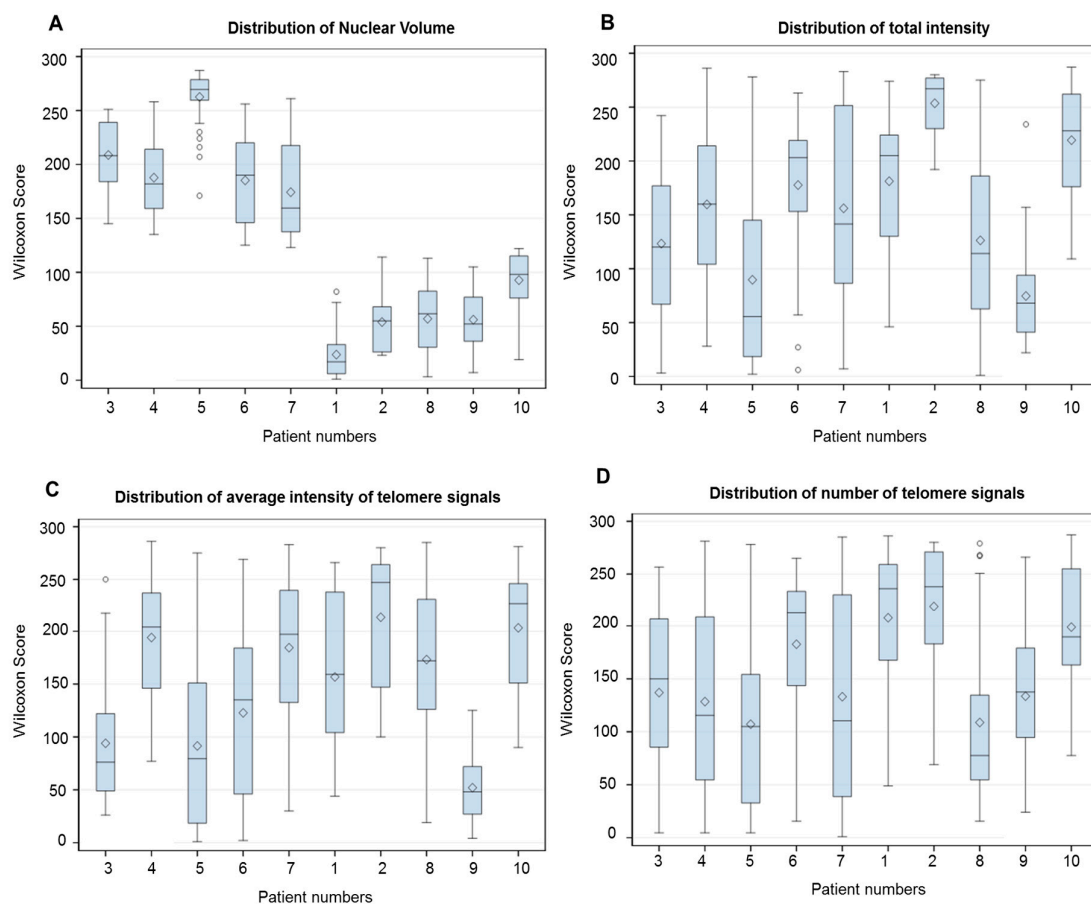 A
Distribution of Nuclear Volume
300
250
200
150
100
50
0
Wilcoxon Score
3 4 5 6 7 1 2 8 9 10
Patient numbers
B
Distribution of total intensity
300
250
200
150
100
50
0
Wilcoxon Score
3 4 5 6 7 1 2 8 9 10
Patient numbers
C
Distribution of average intensity of telomere signals
300
250
200
150
100
50
0
Wilcoxon Score
3 4 5 6 7 1 2 8 9 10
Patient numbers
D
Distribution of number of telomere signals
300
250
200
150
100
50
0
Wilcoxon Score
3 4 5 6 7 1 2 8 9 10
Patient numbers